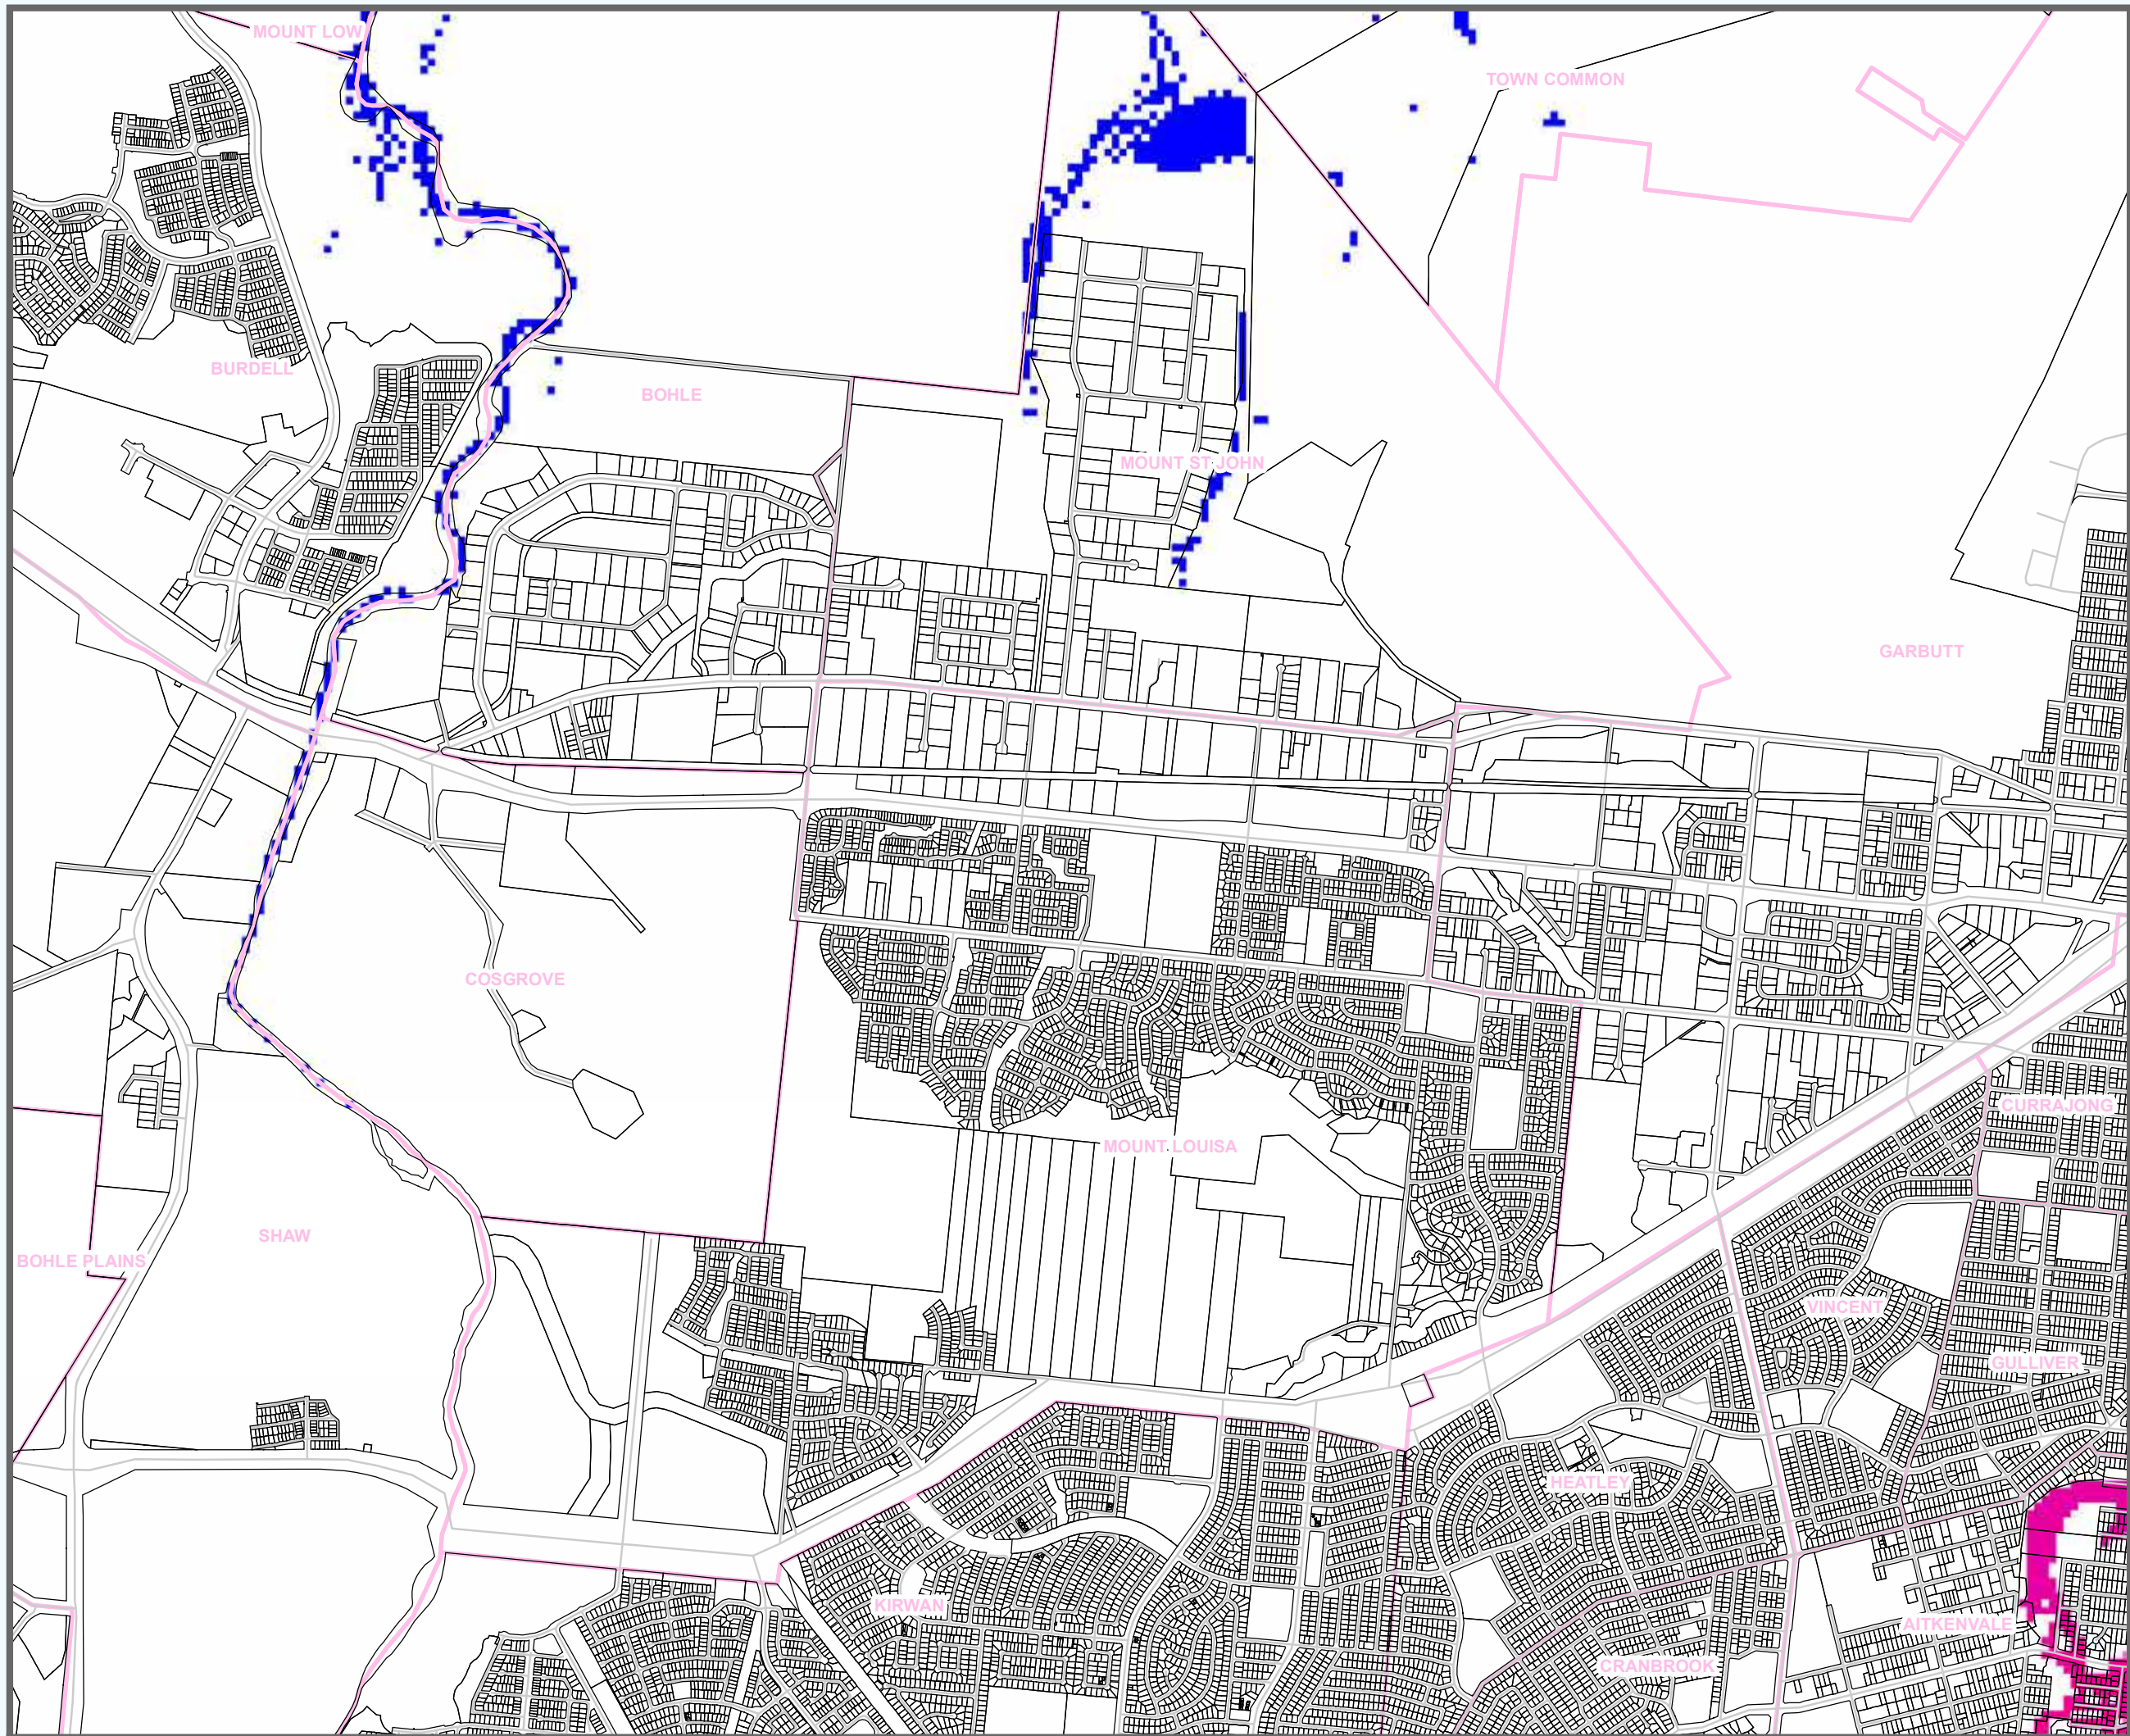 MOUNT LOW
TOWN COMMON
BURDELL
BOHLE
MOUNT ST JOHN
GARBUTT
COSGROVE
CURRAJONG
MOUNT LOUISA
SHAW
BOHLE PLAINS
VINCENT
GULLIVER
HEATLEY
KIRWAN
AITKENVALE
CRANBROOK